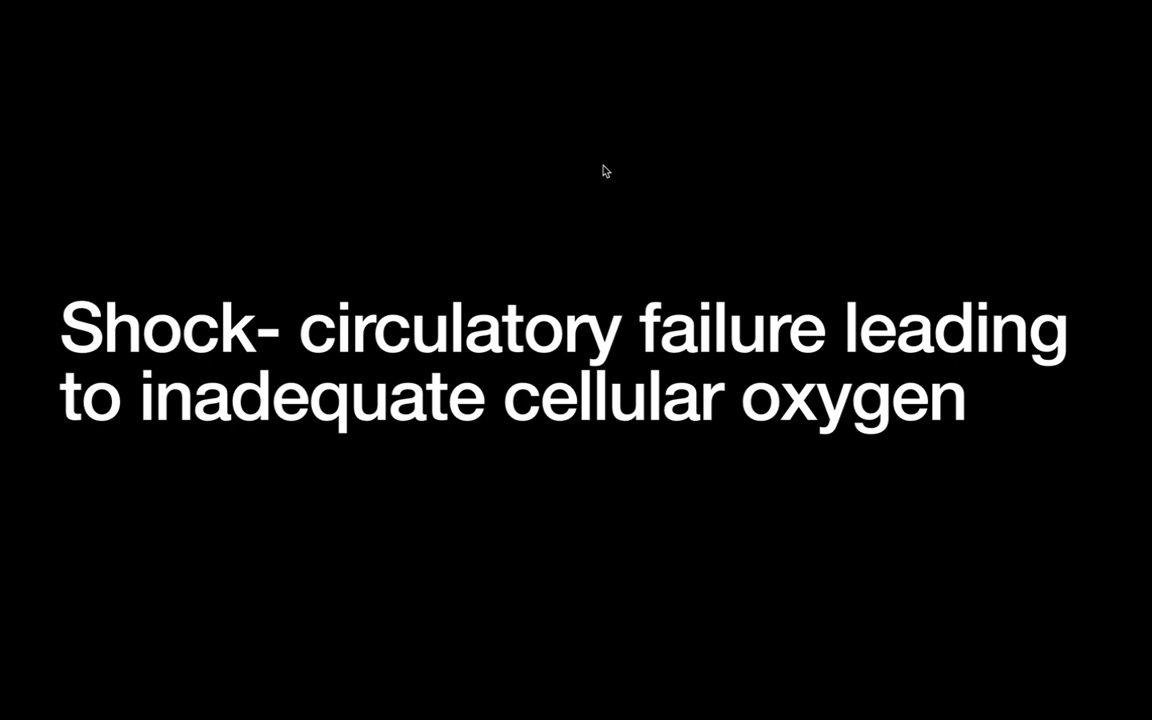 Shock- circulatory failure leading
to inadequate cellular oxygen